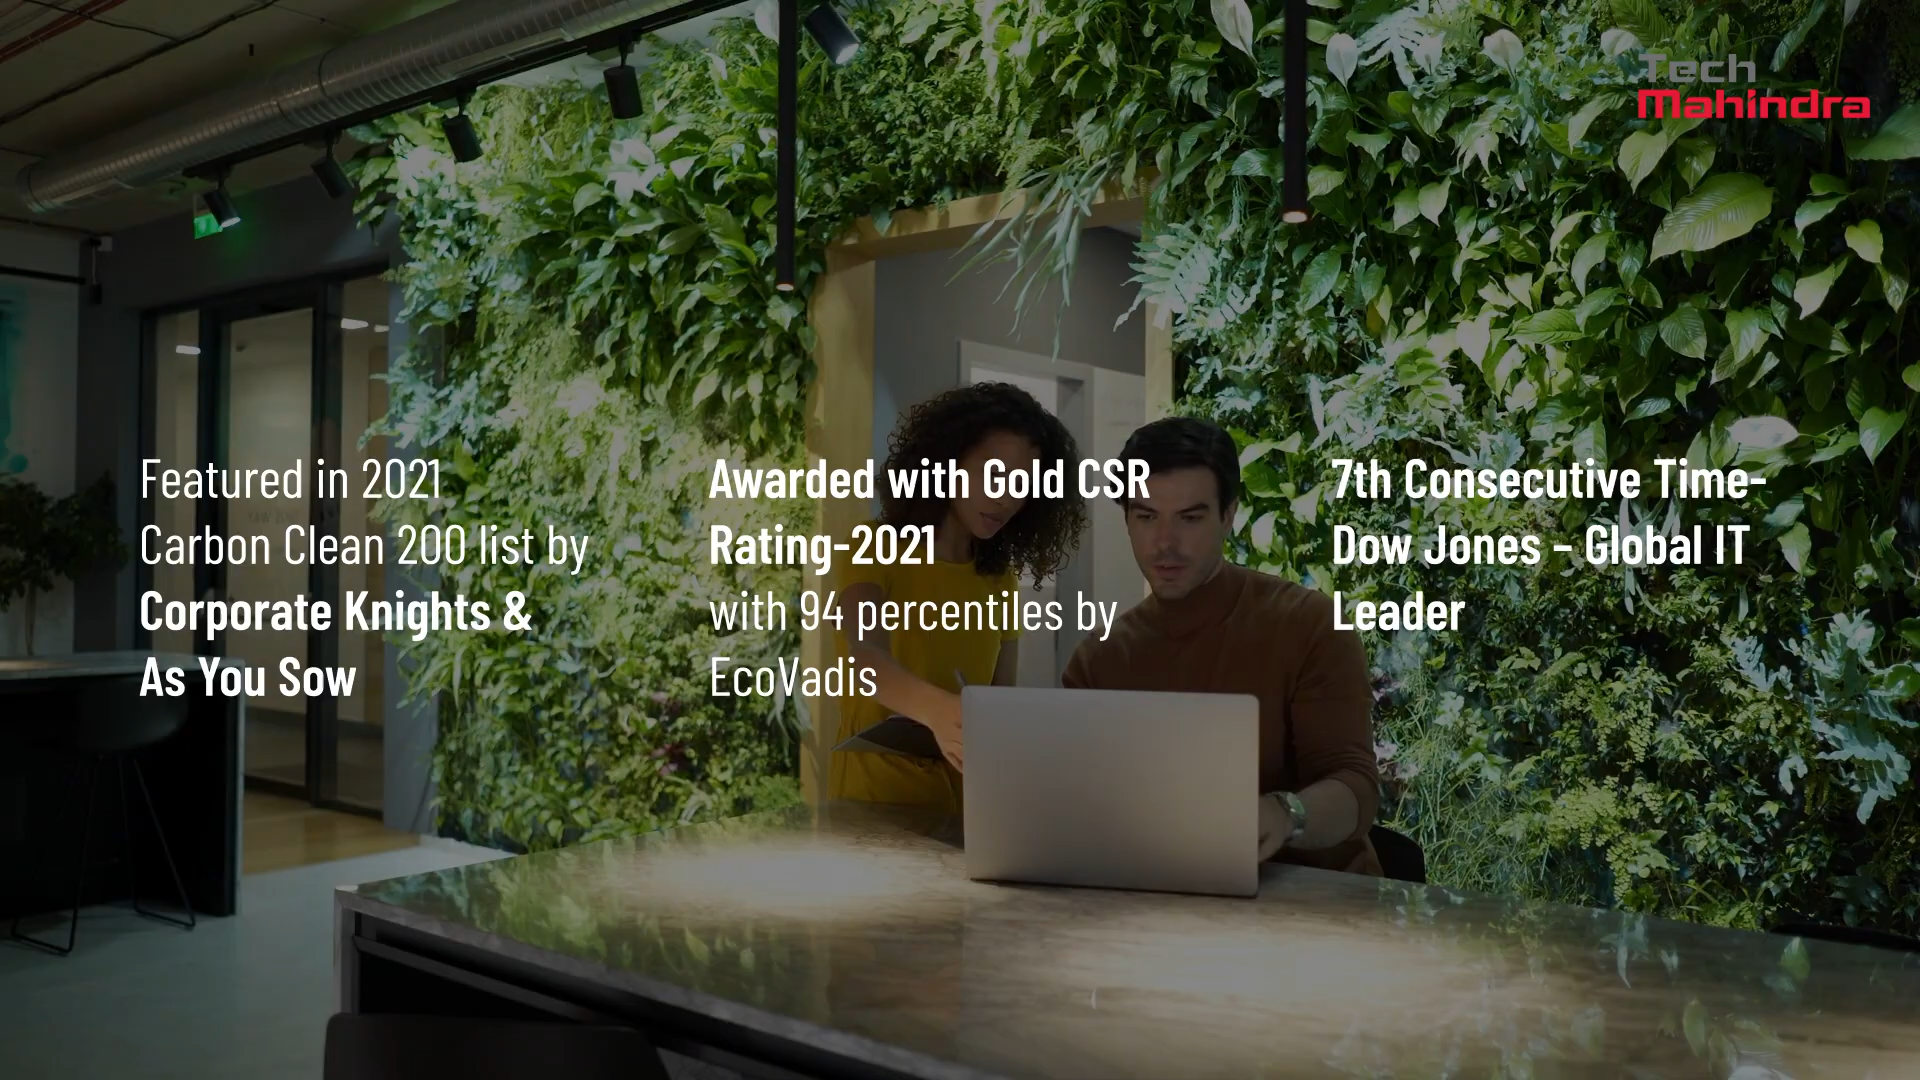 Tech
Mahindra
Featured in 2021
Carbon Clean 200 list by
Corporate Knights &
As You Sow
Awarded with Gold CSR
Rating-2021
with 94 percentiles by
EcoVadis
7th Consecutive Time-
Dow Jones – Global IT
Leader